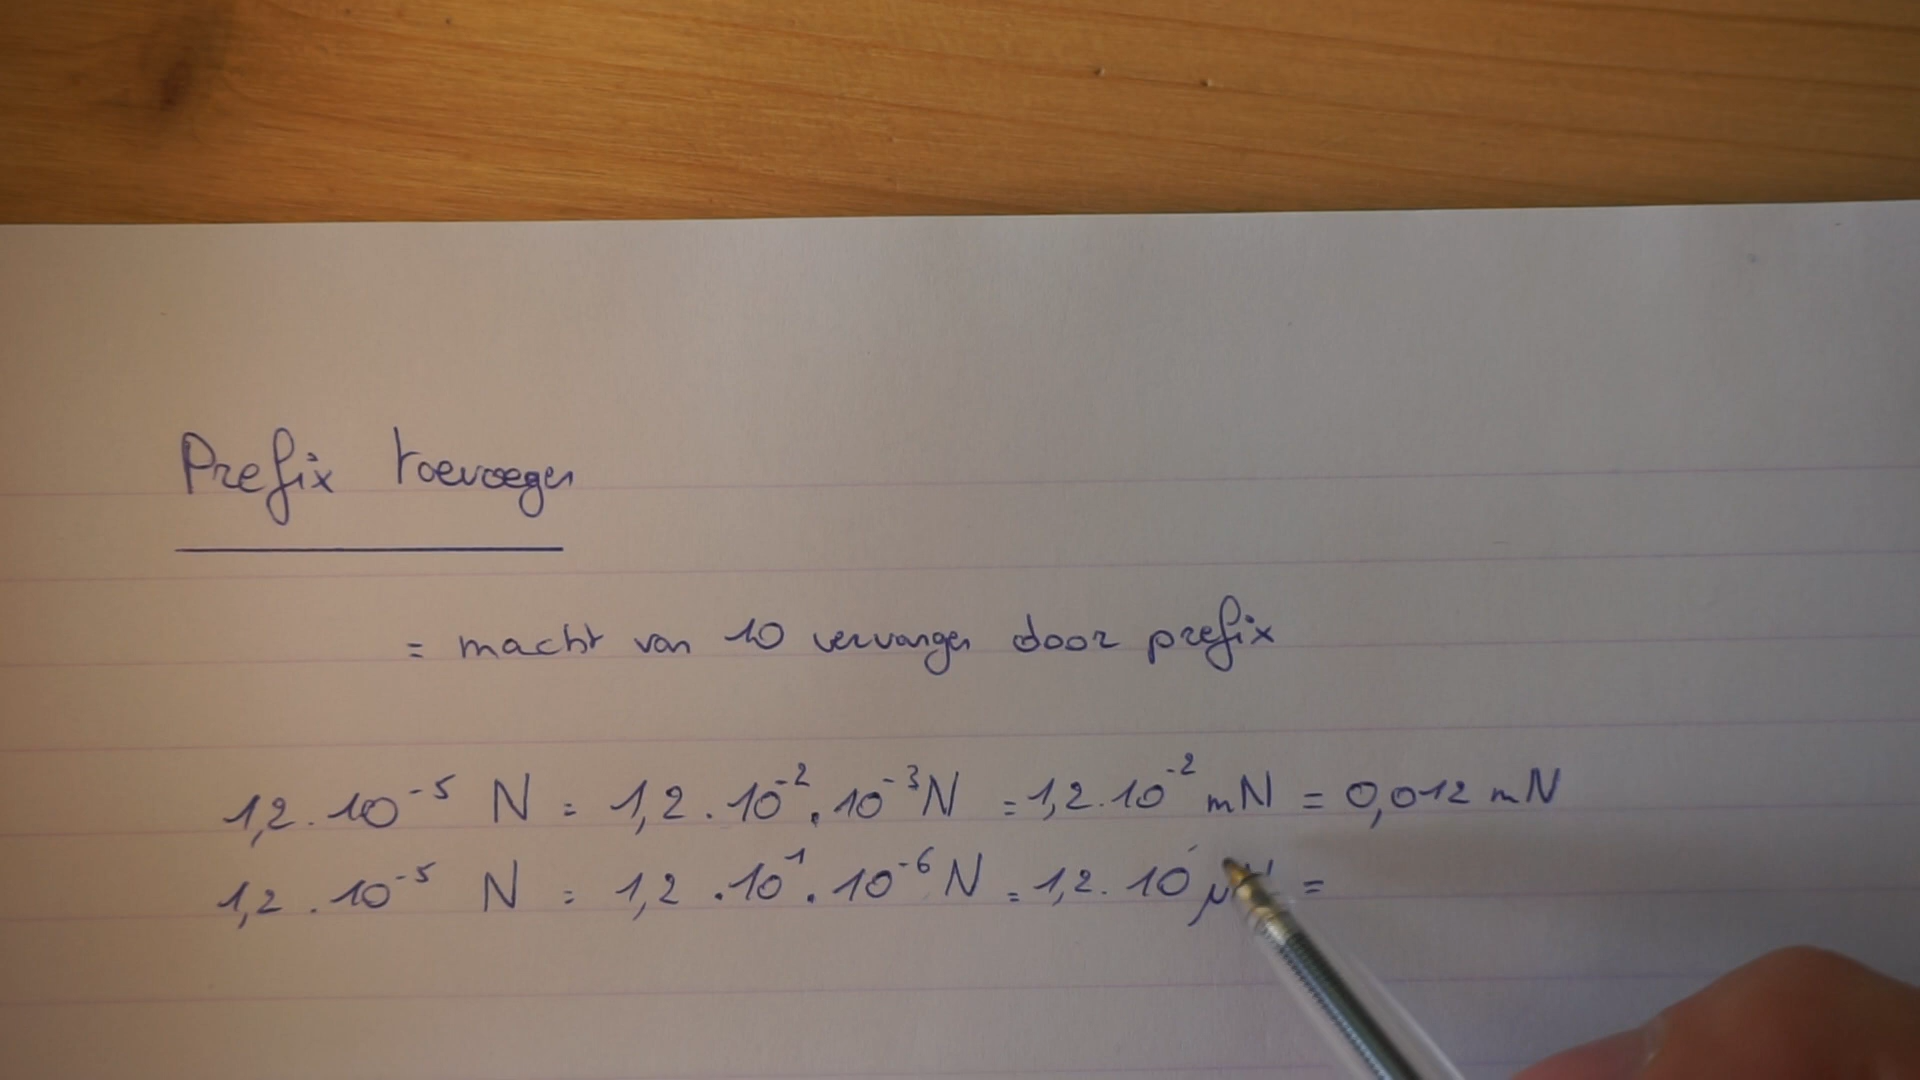 Prefix toevoegen
= macht van 10 vervangen door prefix
1,2 . 10⁻⁵ N = 1,2 . 10⁻² . 10⁻³ N = 1,2 . 10⁻² mN = 0,012 mN
1,2 . 10⁻⁵ N = 1,2 . 10¹ . 10⁻⁶ N = 1,2 . 10 μN =